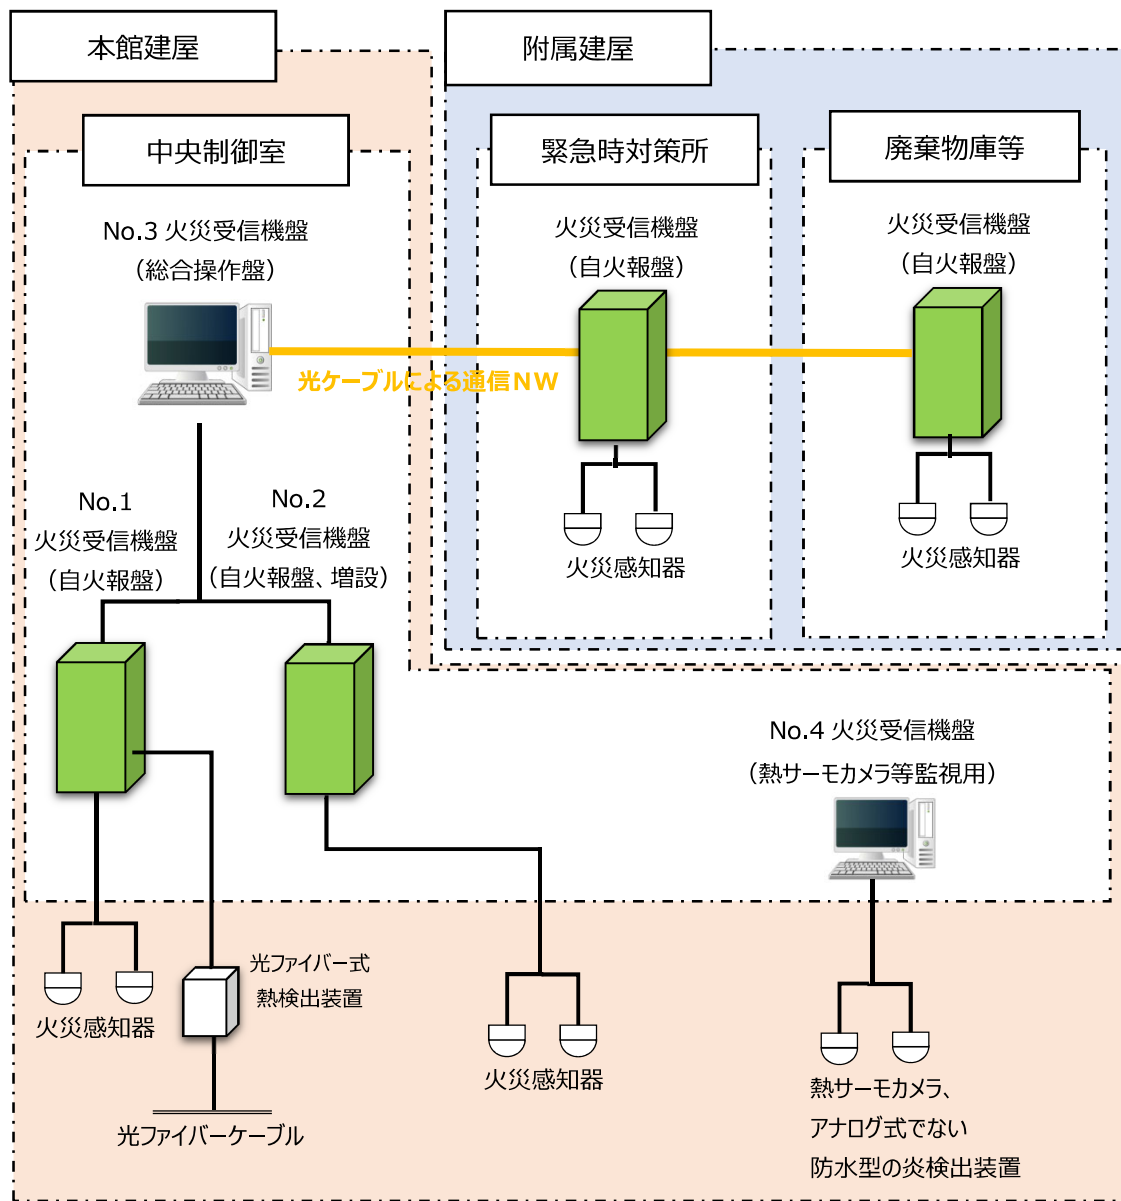 本館建屋
附属建屋
中央制御室
緊急時対策所
廃棄物庫等
No.3 火災受信機盤
（総合操作盤）
火災受信機盤
（自火報盤）
火災受信機盤
（自火報盤）
光ケーブルによる通信NW
No.1
火災受信機盤
（自火報盤）
No.2
火災受信機盤
（自火報盤、増設）
火災感知器
火災感知器
No.4 火災受信機盤
（熱サーモカメラ等監視用）
火災感知器
光ファイバー式
熱検出装置
光ファイバーケーブル
火災感知器
熱サーモカメラ、
アナログ式でない
防水型の炎検出装置